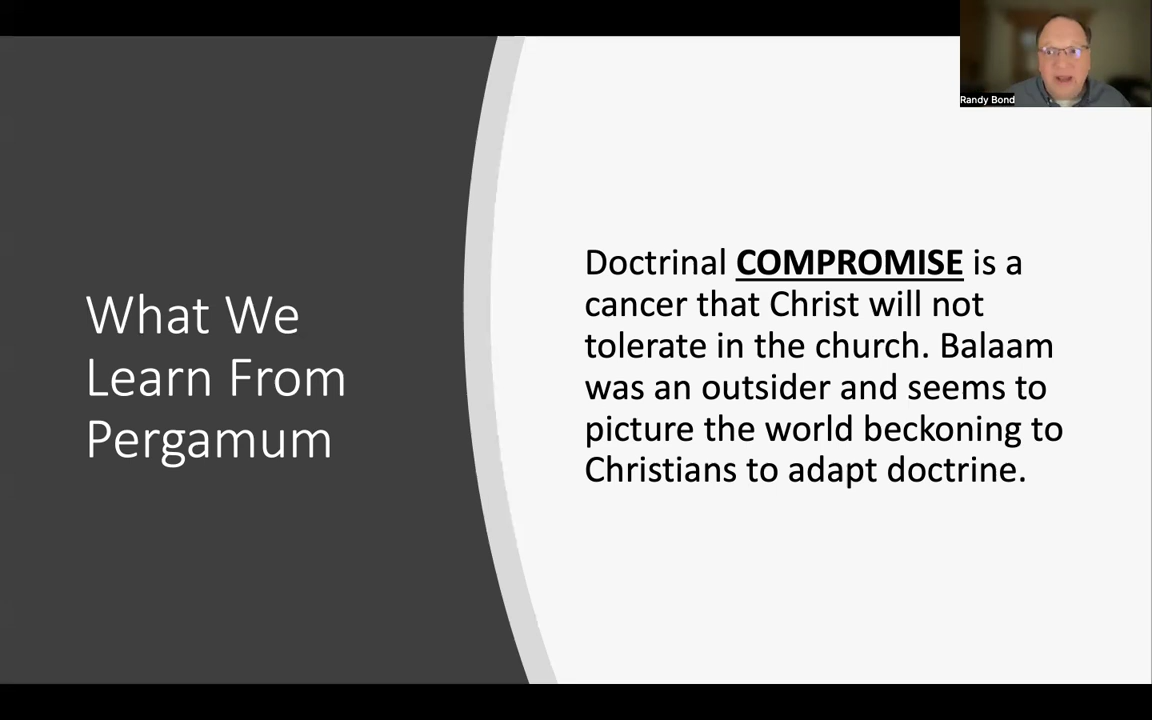 Randy Bond
What We
Learn From
Pergamum
Doctrinal COMPROMISE is a
cancer that Christ will not
tolerate in the church. Balaam
was an outsider and seems to
picture the world beckoning to
Christians to adapt doctrine.